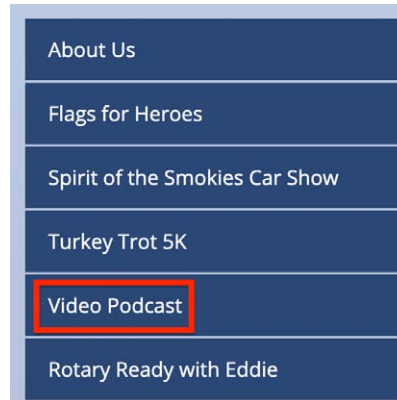 About Us
Flags for Heroes
Spirit of the Smokies Car Show
Turkey Trot 5K
Video Podcast
Rotary Ready with Eddie